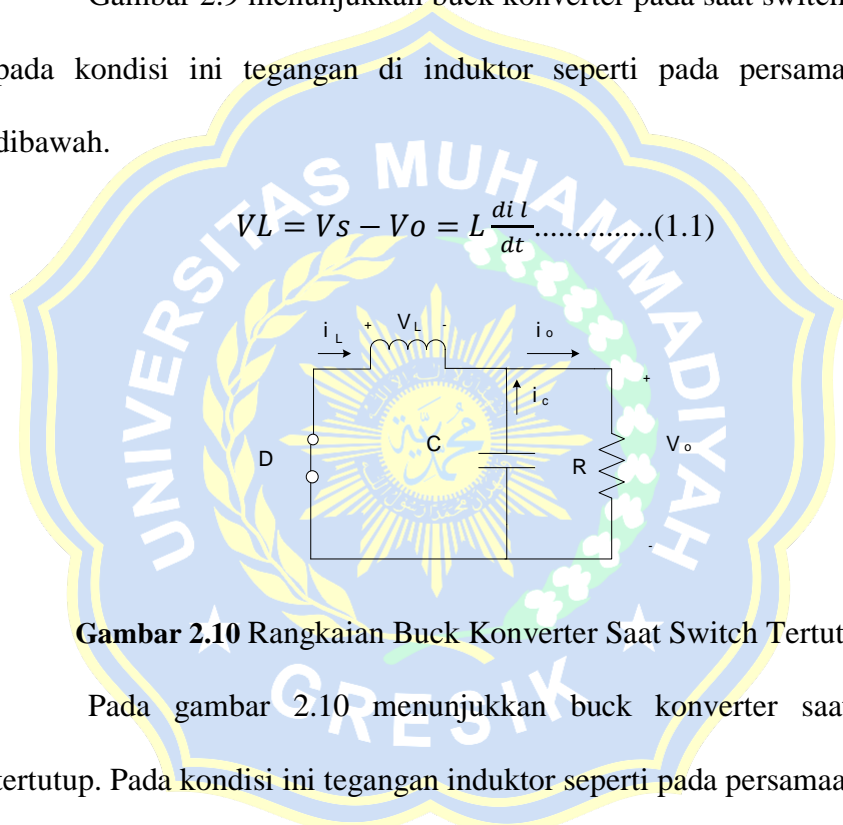 Gambar 2.9 menunjukkan buck konverter pada saat switch
pada kondisi ini tegangan di induktor seperti pada persama
dibawah.
VL = Vs − Vo = L di l / dt ...............(1.1)
i L + V L - i o
+
i c
D C R V o
-
UNIVERSITAS MUHAMMADIYAH
GRESIK
Gambar 2.10 Rangkaian Buck Konverter Saat Switch Tertut
Pada gambar 2.10 menunjukkan buck konverter saa
tertutup. Pada kondisi ini tegangan induktor seperti pada persamaa